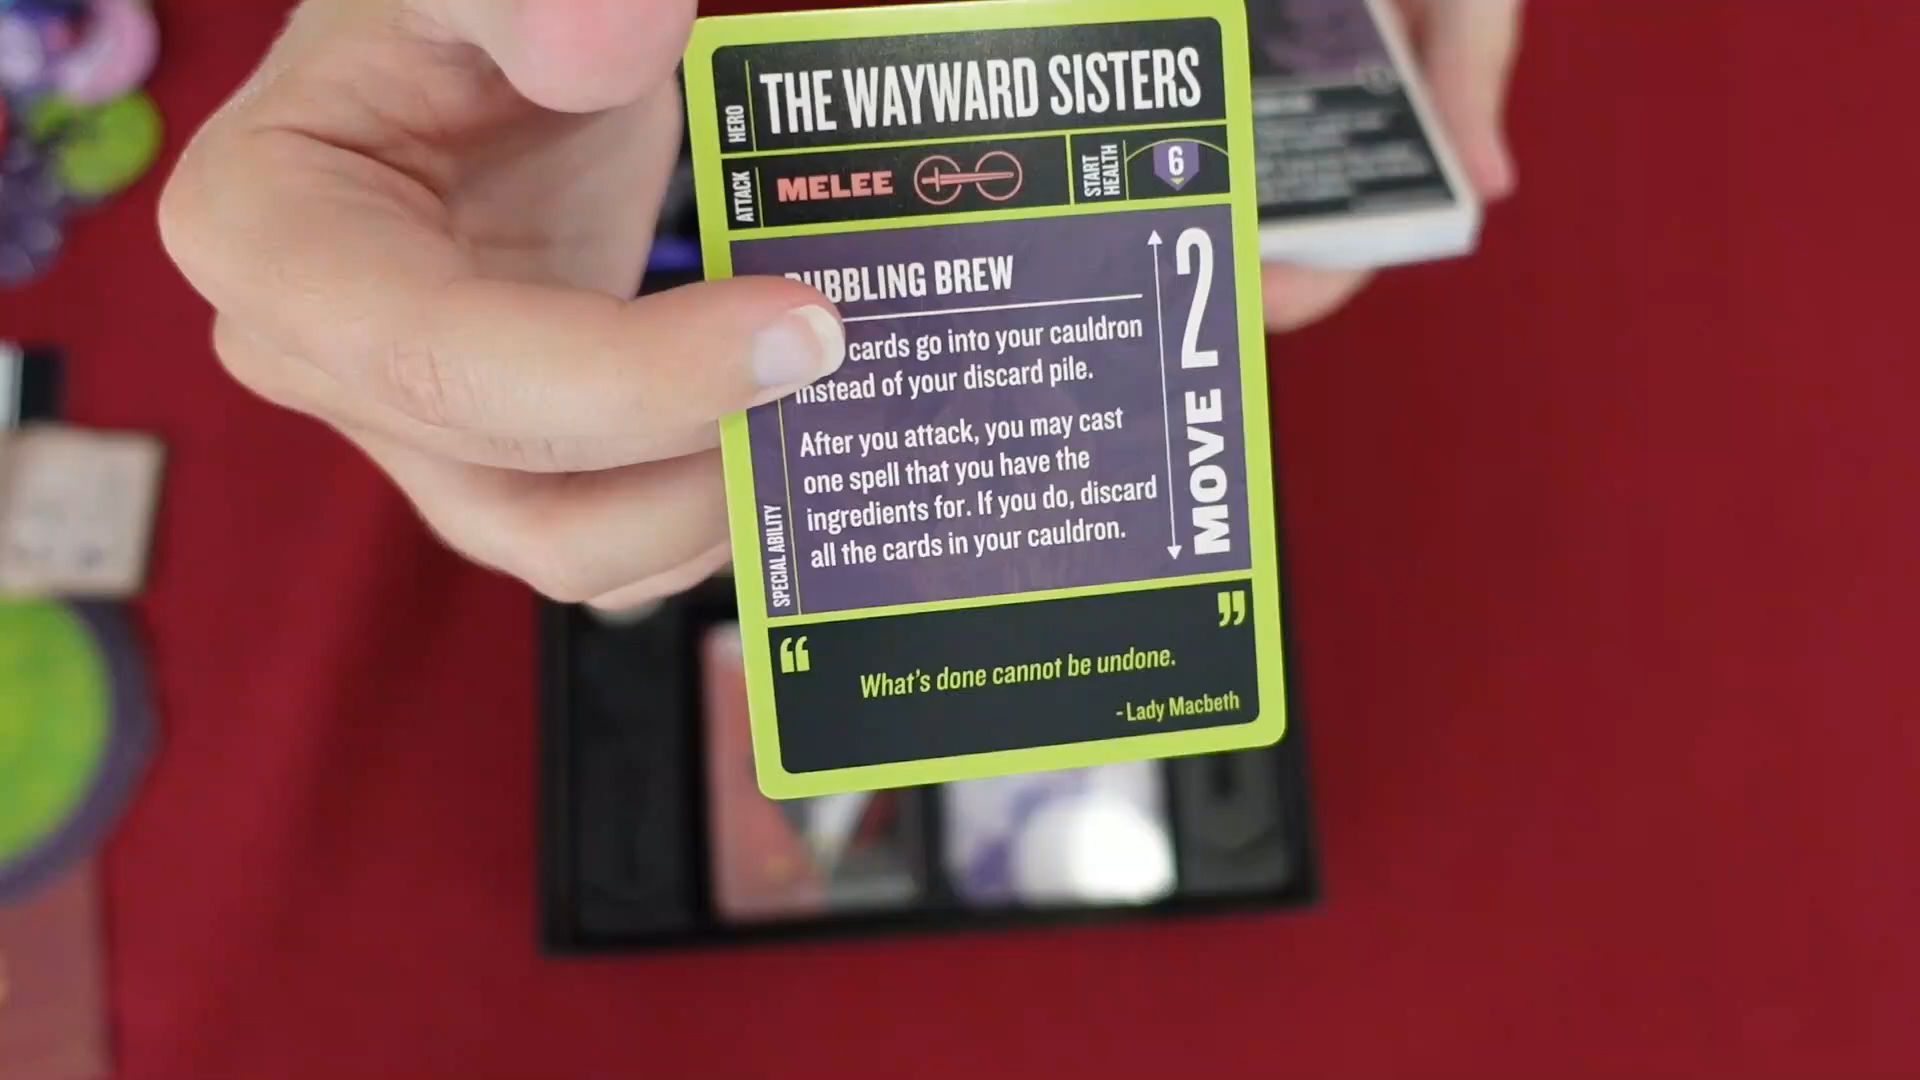 HERO
THE WAYWARD SISTERS
ATTACK
MELEE
START
HEALTH
6
UBBLING BREW
cards go into your cauldron
instead of your discard pile.
After you attack, you may cast
one spell that you have the
ingredients for. If you do, discard
all the cards in your cauldron.
SPECIAL ABILITY
MOVE 2
“
”
What's done cannot be undone.
- Lady Macbeth